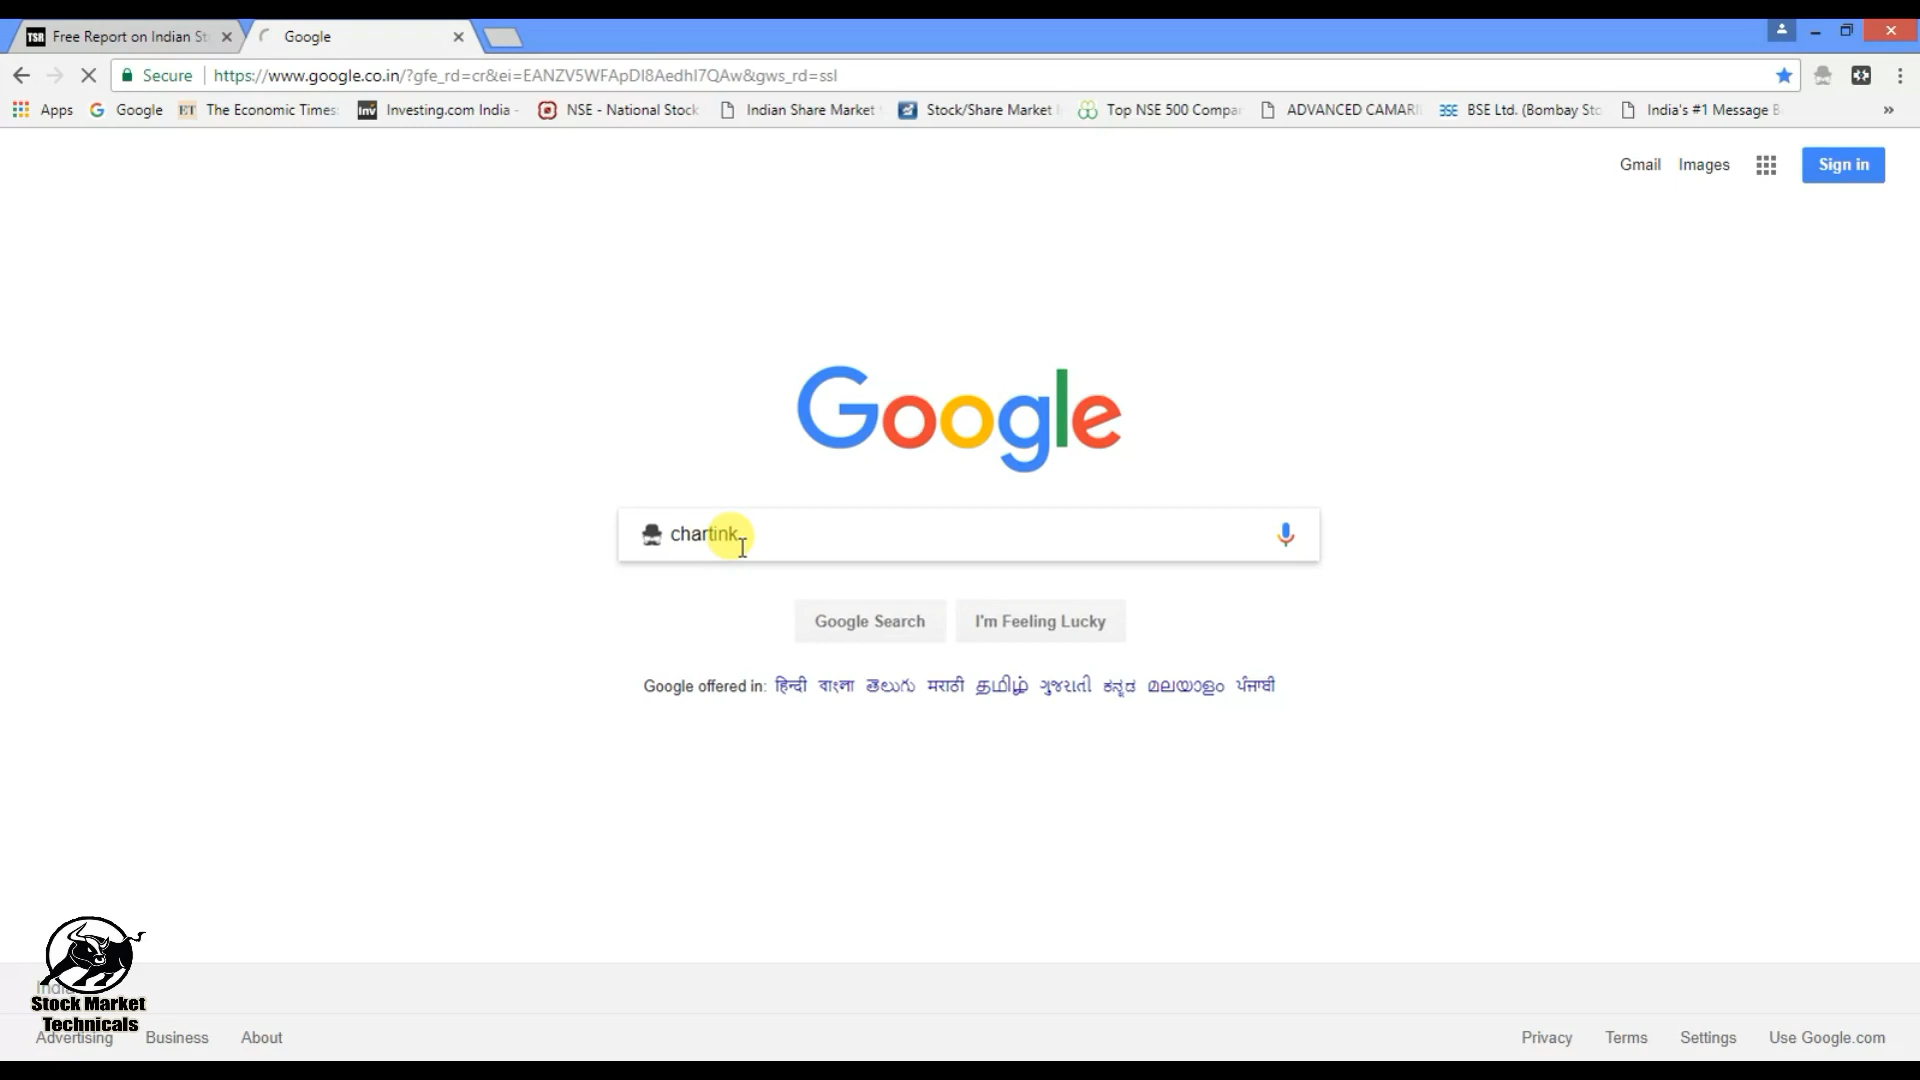 TSR Free Report on Indian St
Google
Secure https://www.google.co.in/?gfe_rd=cr&ei=EANZV5WFApDI8AedhI7QAw&gws_rd=ssl
Apps Google ET The Economic Times: Inv Investing.com India - NSE - National Stock Indian Share Market Stock/Share Market I Top NSE 500 Compa ADVANCED CAMARI BSE BSE Ltd. (Bombay Sto India's #1 Message B »
Gmail Images Sign in
Google
chartink
Google Search I'm Feeling Lucky
Google offered in: हिन्दी বাংলা తెలుగు मराठी தமிழ் ગુજરાતી ಕನ್ನಡ മലയാളം ਪੰਜਾਬੀ
India
Stock Market
Technicals
Advertising Business About Privacy Terms Settings Use Google.com